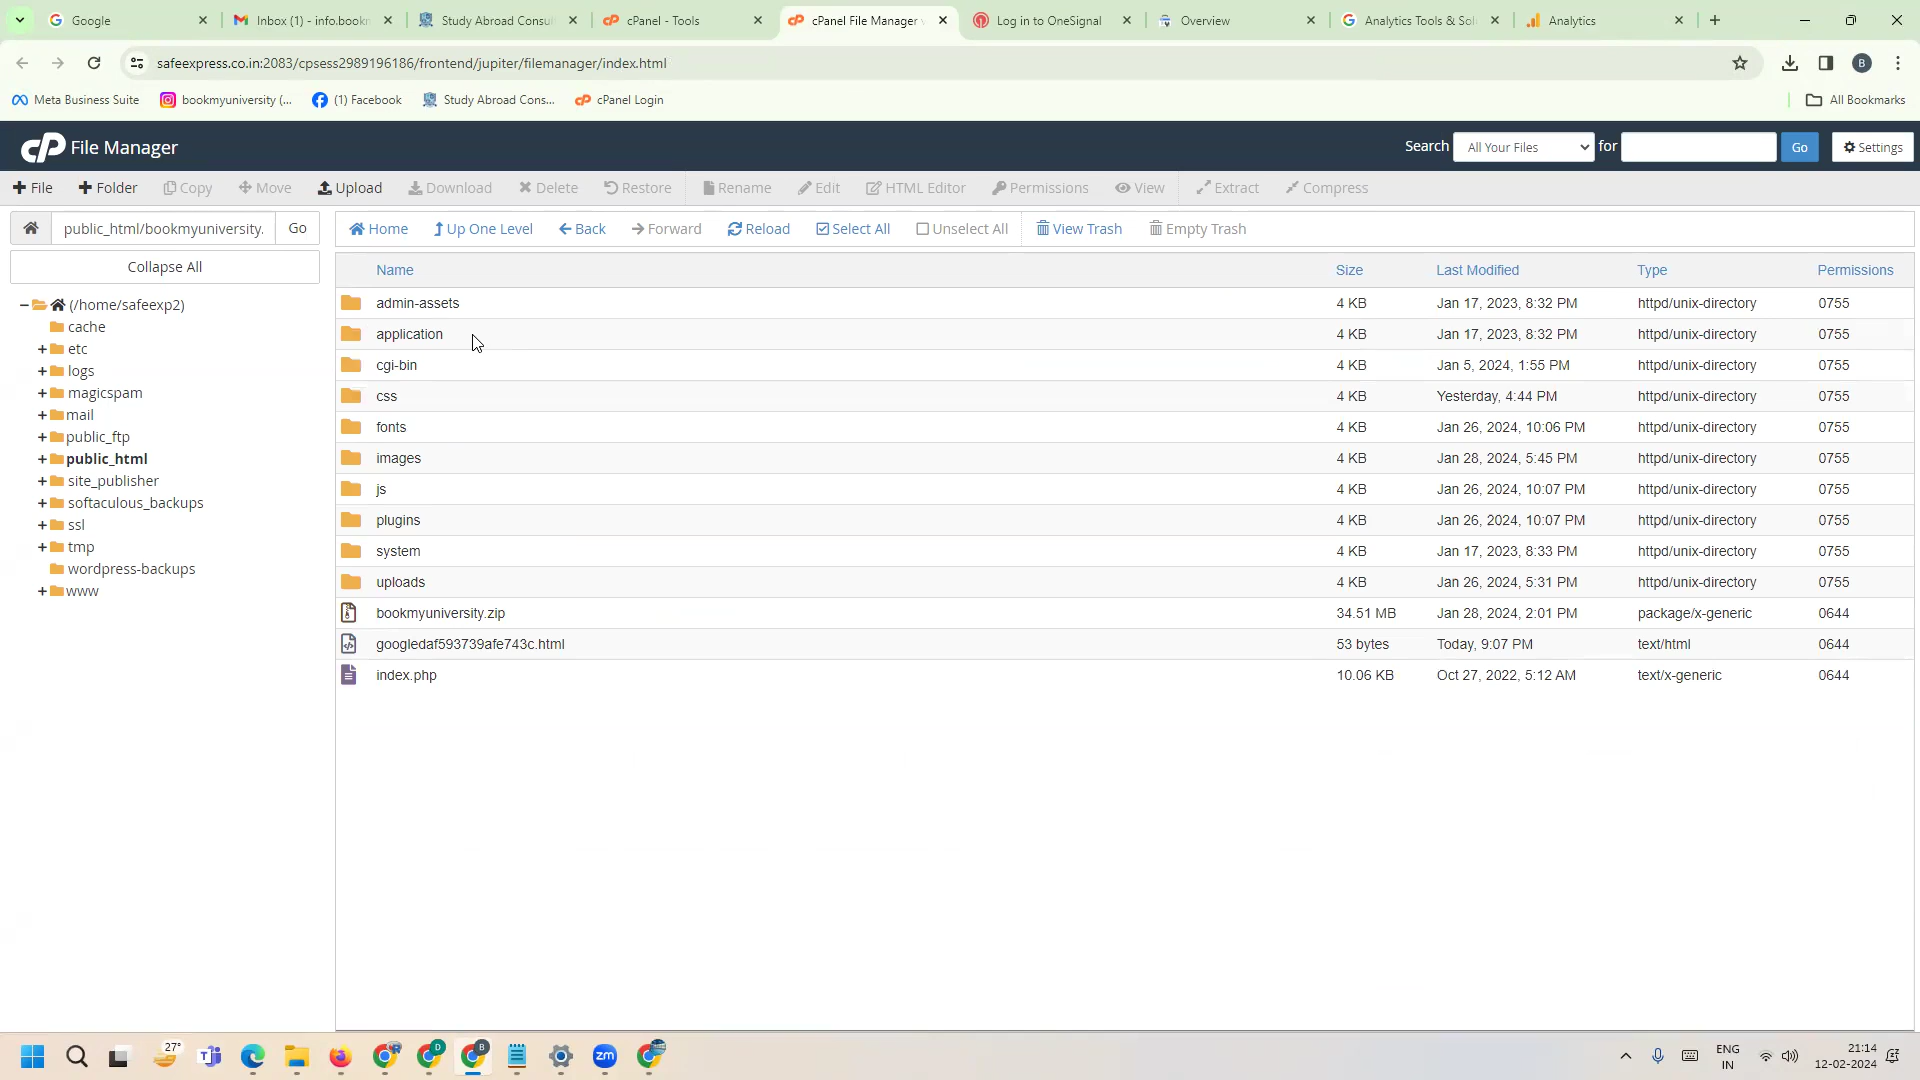 Google
Inbox (1) - info.bookn
Study Abroad Consu
cPanel - Tools
cPanel File Manager
Log in to OneSignal
Overview
Analytics Tools & Sol
Analytics
safeexpress.co.in:2083/cpsess2989196186/frontend/jupiter/filemanager/index.html
B
Meta Business Suite
bookmyuniversity (...
(1) Facebook
Study Abroad Cons...
cPanel Login
All Bookmarks
cP File Manager
Search All Your Files for Go Settings
File
Folder
Copy
Move
Upload
Download
Delete
Restore
Rename
Edit
HTML Editor
Permissions
View
Extract
Compress
public_html/bookmyuniversity. Go
Home
Up One Level
Back
Forward
Reload
Select All
Unselect All
View Trash
Empty Trash
Collapse All
(/home/safeexp2)
cache
etc
logs
magicspam
mail
public_ftp
public_html
site_publisher
softaculous_backups
ssl
tmp
wordpress-backups
www
Name Size Last Modified Type Permissions
admin-assets 4 KB Jan 17, 2023, 8:32 PM httpd/unix-directory 0755
application 4 KB Jan 17, 2023, 8:32 PM httpd/unix-directory 0755
cgi-bin 4 KB Jan 5, 2024, 1:55 PM httpd/unix-directory 0755
css 4 KB Yesterday, 4:44 PM httpd/unix-directory 0755
fonts 4 KB Jan 26, 2024, 10:06 PM httpd/unix-directory 0755
images 4 KB Jan 28, 2024, 5:45 PM httpd/unix-directory 0755
js 4 KB Jan 26, 2024, 10:07 PM httpd/unix-directory 0755
plugins 4 KB Jan 26, 2024, 10:07 PM httpd/unix-directory 0755
system 4 KB Jan 17, 2023, 8:33 PM httpd/unix-directory 0755
uploads 4 KB Jan 26, 2024, 5:31 PM httpd/unix-directory 0755
bookmyuniversity.zip 34.51 MB Jan 28, 2024, 2:01 PM package/x-generic 0644
googledaf593739afe743c.html 53 bytes Today, 9:07 PM text/html 0644
index.php 10.06 KB Oct 27, 2022, 5:12 AM text/x-generic 0644
27°
zm
ENG
IN
21:14
12-02-2024